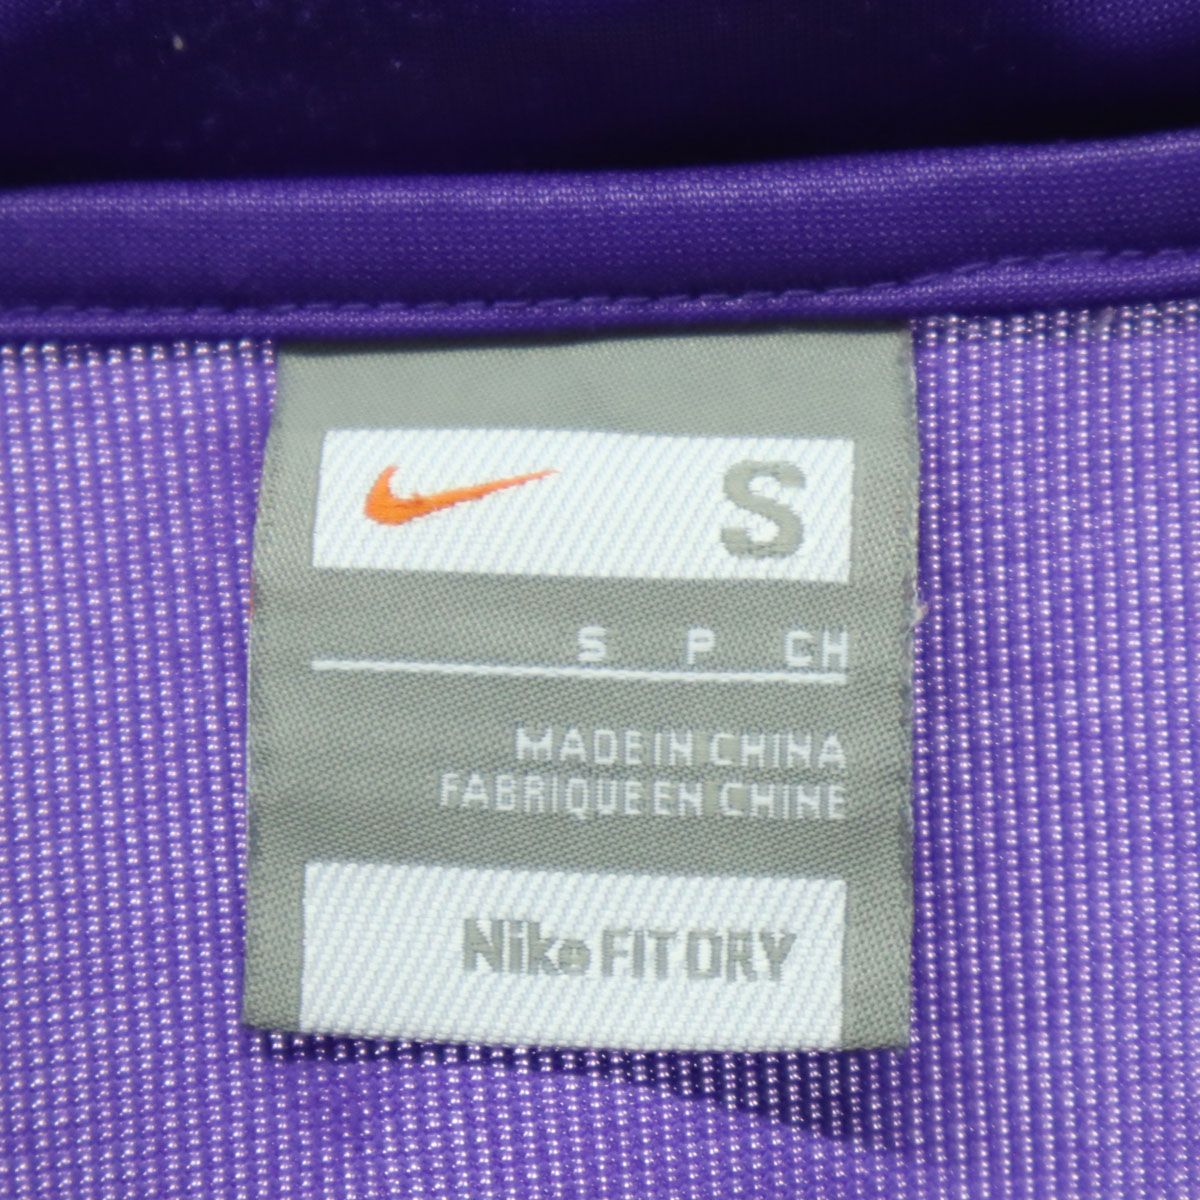 S
S P CH
MADE IN CHINA
FABRIQUE EN CHINE
Nike FIT DRY